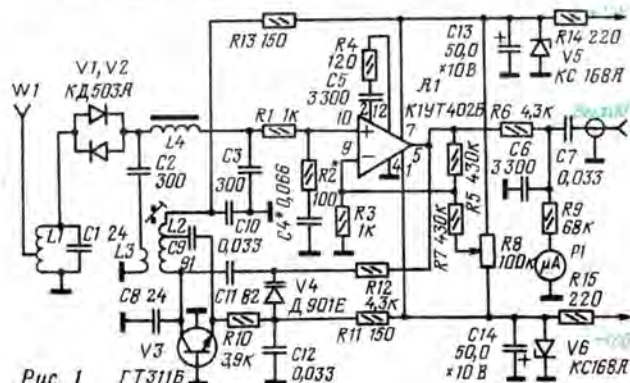 R13 150
C13
50,0
×10В
R14 220
V5
КС 168А
R4
120
C5
3300
V1, V2
КД503А
W1
L4
R1 1к
10
12
+
9
−
А1
К1УТ402Б
7
4
1
5
R6 4,3к
C6
3300
C7
0,033
C2
300
C3
300
R2*
100
C4* 0,066
R3
1к
430к
R5
R7 430к
R8
100к
R9
68к
P1
μА
R15
220
L1
C1 24
L3
L2
C9
91
C10
0,033
C8 24
C11 82
V4
Д901Е
R12
4,3к
R10
3,9к
R11 150
C12
0,033
C14
50,0
×10 В
V6
КС168А
V3
ГТ311Б
Рис. 1